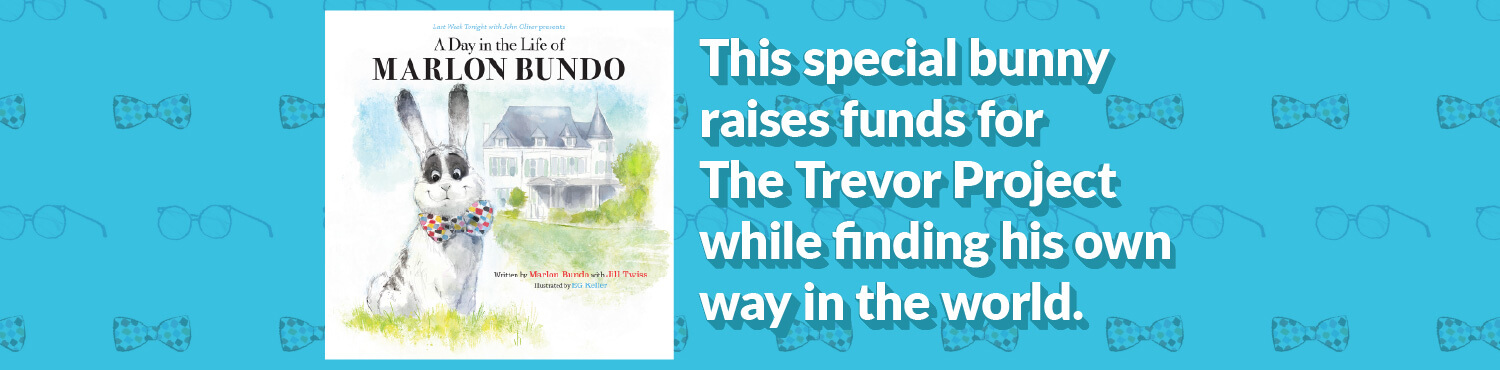 Last Week Tonight with John Oliver presents
A Day in the Life of
MARLON BUNDO
Written by Marlon Bundo with Jill Twiss
Illustrated by EG Keller
This special bunny
raises funds for
The Trevor Project
while finding his own
way in the world.